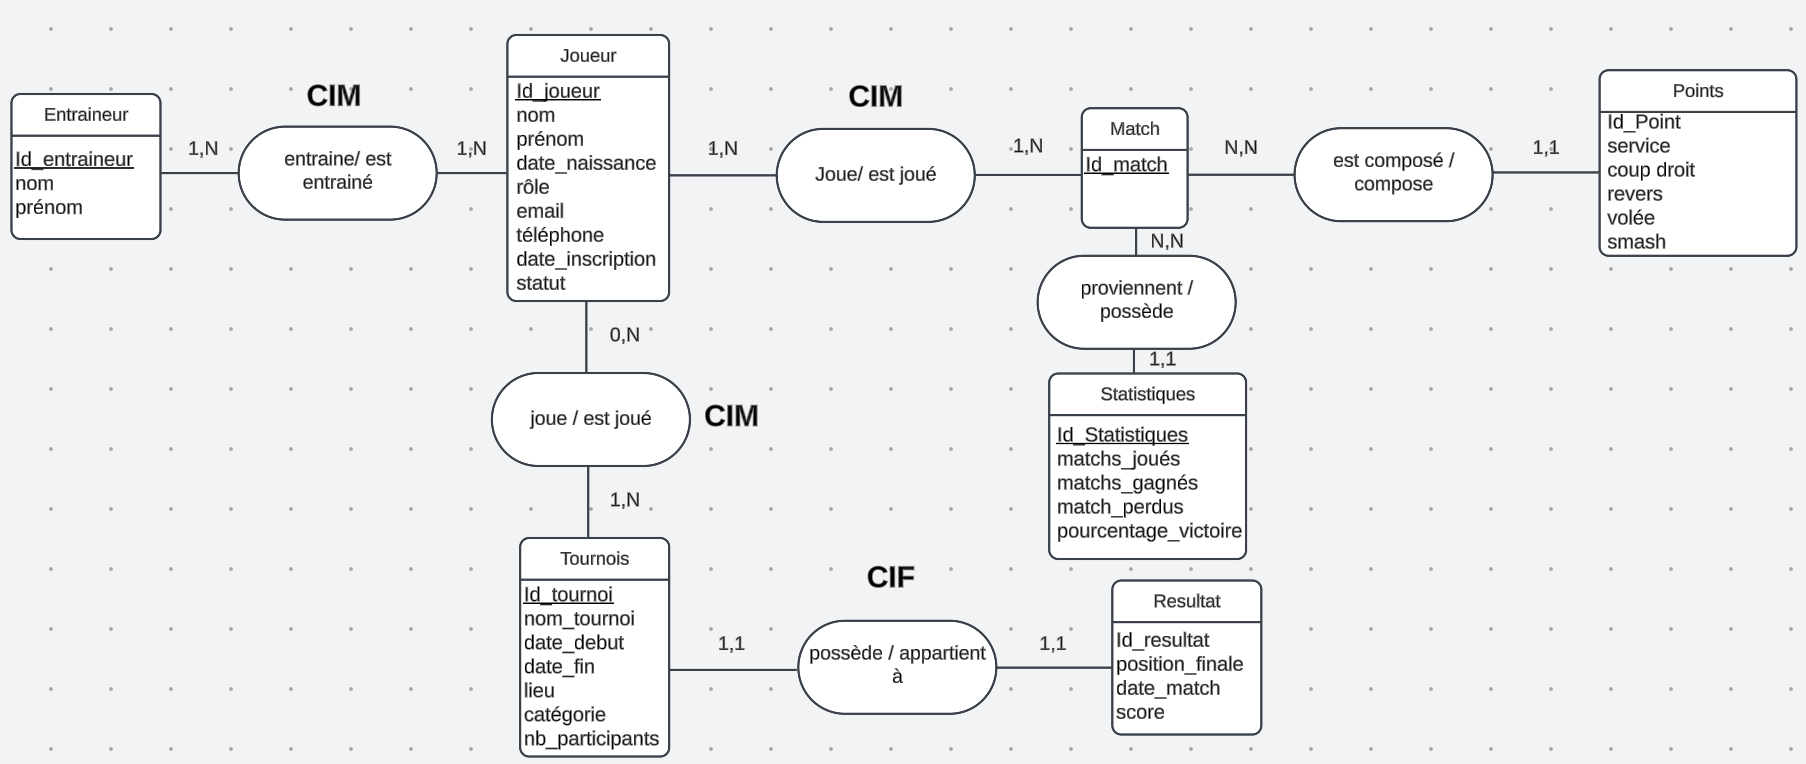 Entraineur
Id_entraineur
nom
prénom
1,N
CIM
entraine/ est
entrainé
1,N
Joueur
Id_joueur
nom
prénom
date_naissance
rôle
email
téléphone
date_inscription
statut
1,N
CIM
Joue/ est joué
1,N
Match
Id_match
N,N
est composé /
compose
1,1
Points
Id_Point
service
coup droit
revers
volée
smash
N,N
proviennent /
possède
1,1
Statistiques
Id_Statistiques
matchs_joués
matchs_gagnés
match_perdus
pourcentage_victoire
0,N
joue / est joué
CIM
1,N
Tournois
Id_tournoi
nom_tournoi
date_debut
date_fin
lieu
catégorie
nb_participants
1,1
CIF
possède / appartient
à
1,1
Resultat
Id_resultat
position_finale
date_match
score